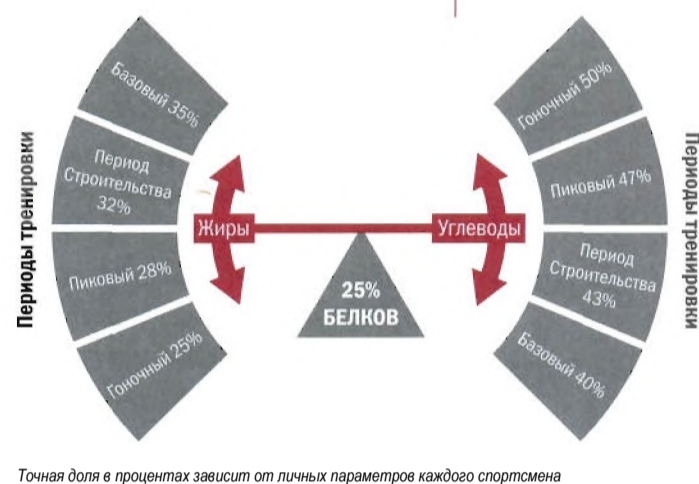 Периоды тренировки
Базовый 35%
Период
Строительства
32%
Пиковый 28%
Гоночный 25%
Жиры
25%
БЕЛКОВ
Углеводы
Гоночный 50%
Пиковый 47%
Период
Строительства
43%
Базовый 40%
Периоды тренировки
Точная доля в процентах зависит от личных параметров каждого спортсмена